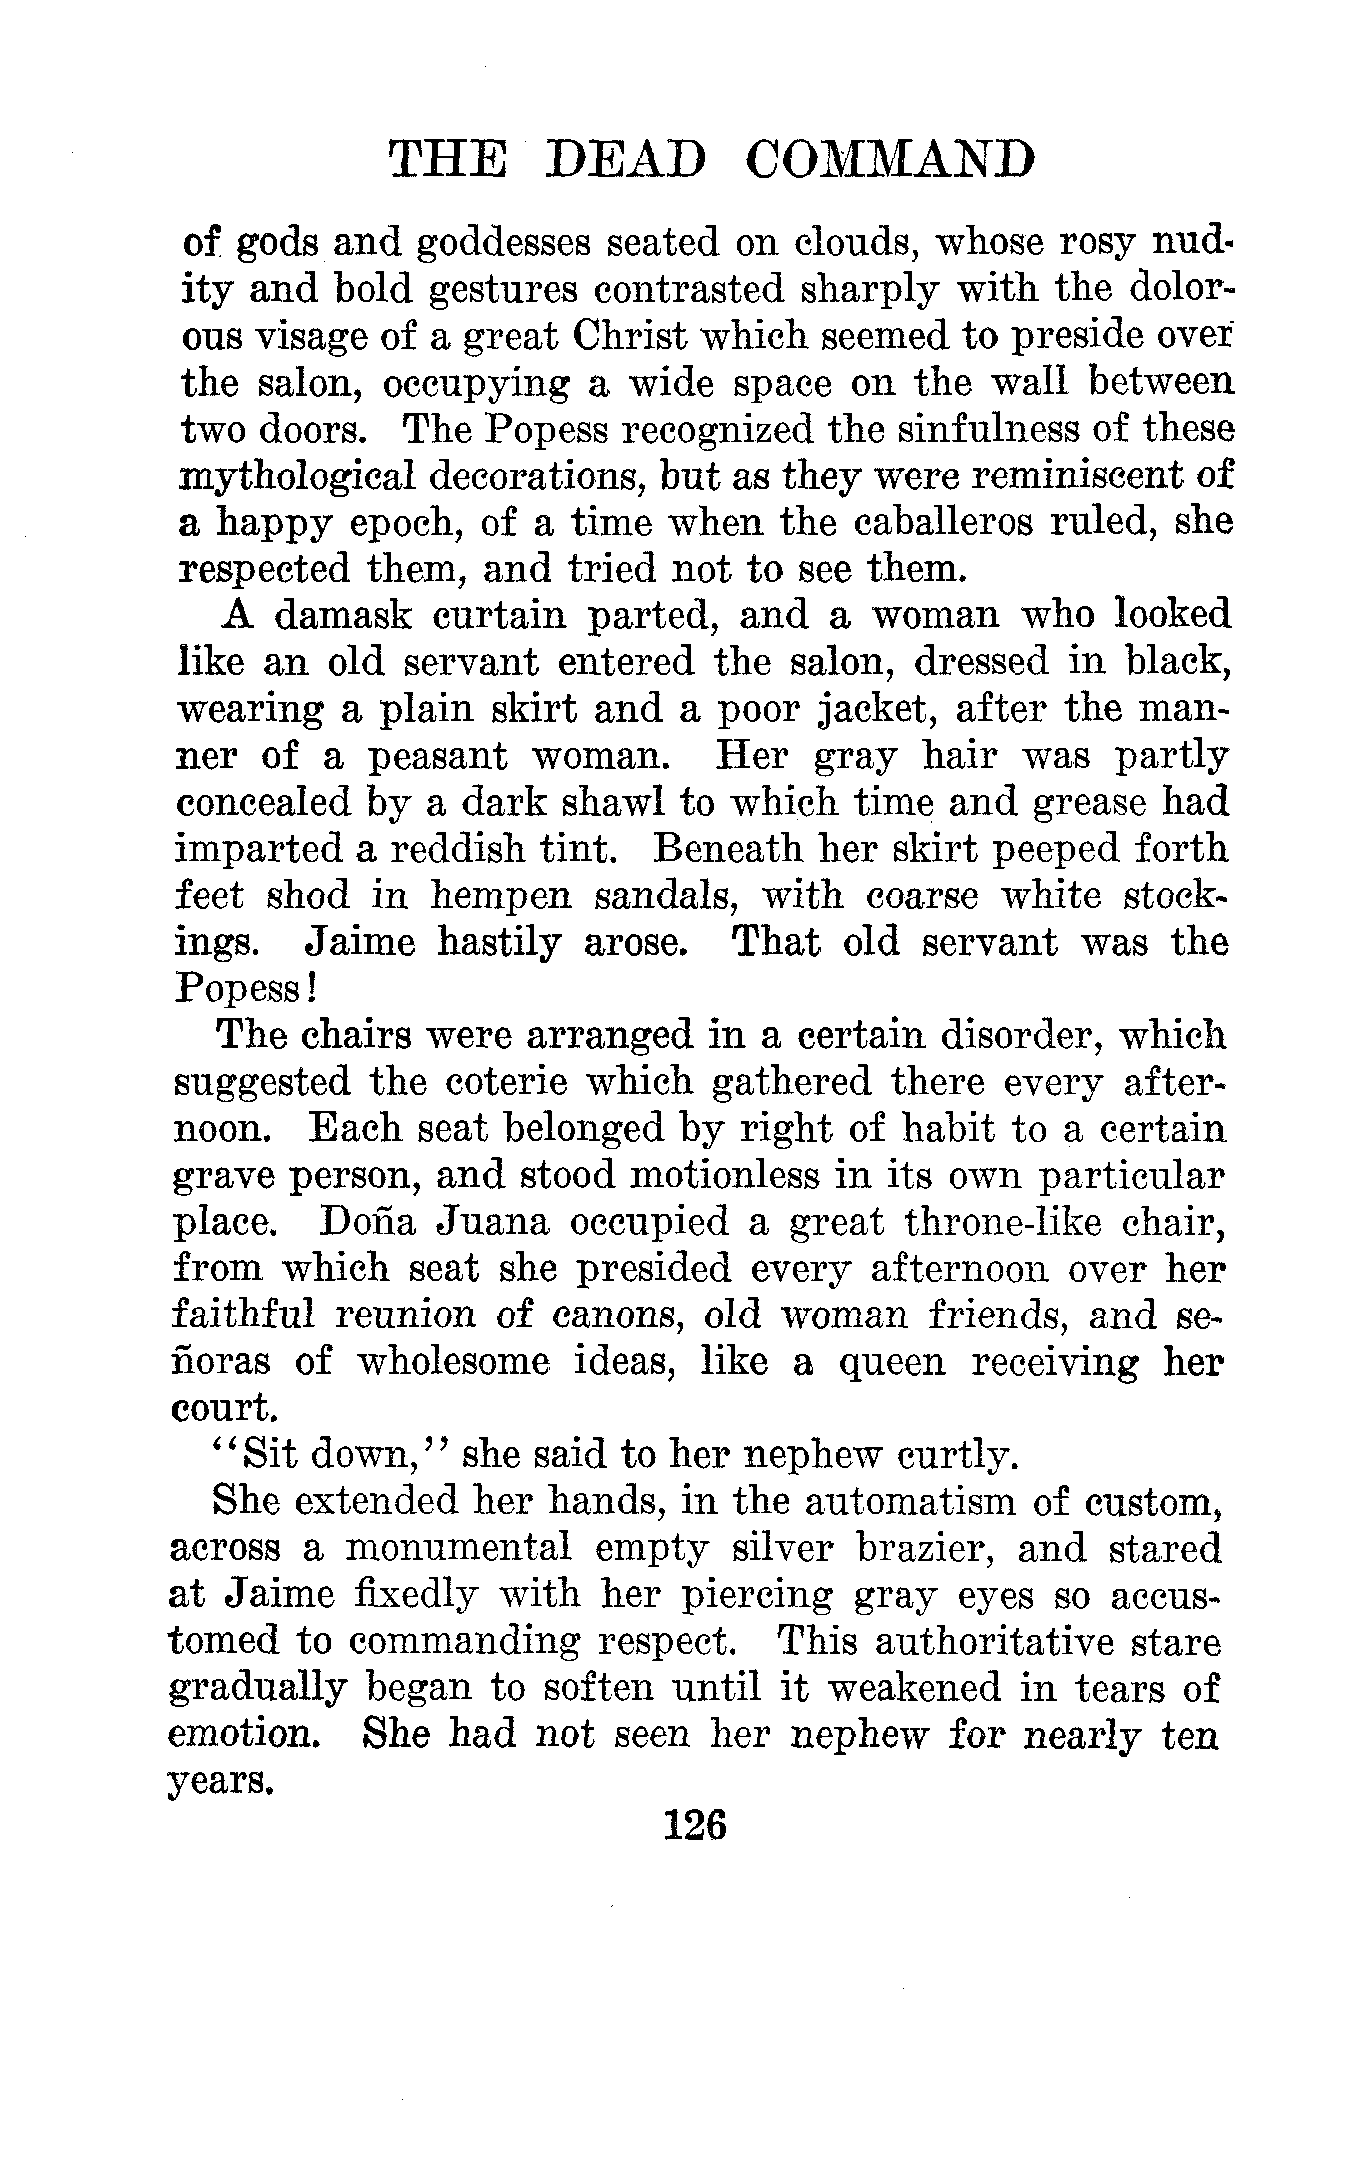 THE DEAD COMMAND
of gods and goddesses seated on clouds, whose rosy nud-
ity and bold gestures contrasted sharply with the dolor-
ous visage of a great Christ which seemed to preside over
the salon, occupying a wide space on the wall between
two doors. The Popess recognized the sinfulness of these
mythological decorations, but as they were reminiscent of
a happy epoch, of a time when the caballeros ruled, she
respected them, and tried not to see them.
A damask curtain parted, and a woman who looked
like an old servant entered the salon, dressed in black,
wearing a plain skirt and a poor jacket, after the man-
ner of a peasant woman. Her gray hair was partly
concealed by a dark shawl to which time and grease had
imparted a reddish tint. Beneath her skirt peeped forth
feet shod in hempen sandals, with coarse white stock-
ings. Jaime hastily arose. That old servant was the
Popess!
The chairs were arranged in a certain disorder, which
suggested the coterie which gathered there every after-
noon. Each seat belonged by right of habit to a certain
grave person, and stood motionless in its own particular
place. Doña Juana occupied a great throne-like chair,
from which seat she presided every afternoon over her
faithful reunion of canons, old woman friends, and se-
ñoras of wholesome ideas, like a queen receiving her
court.
"Sit down," she said to her nephew curtly.
She extended her hands, in the automatism of custom,
across a monumental empty silver brazier, and stared
at Jaime fixedly with her piercing gray eyes so accus-
tomed to commanding respect. This authoritative stare
gradually began to soften until it weakened in tears of
emotion. She had not seen her nephew for nearly ten
years.
126